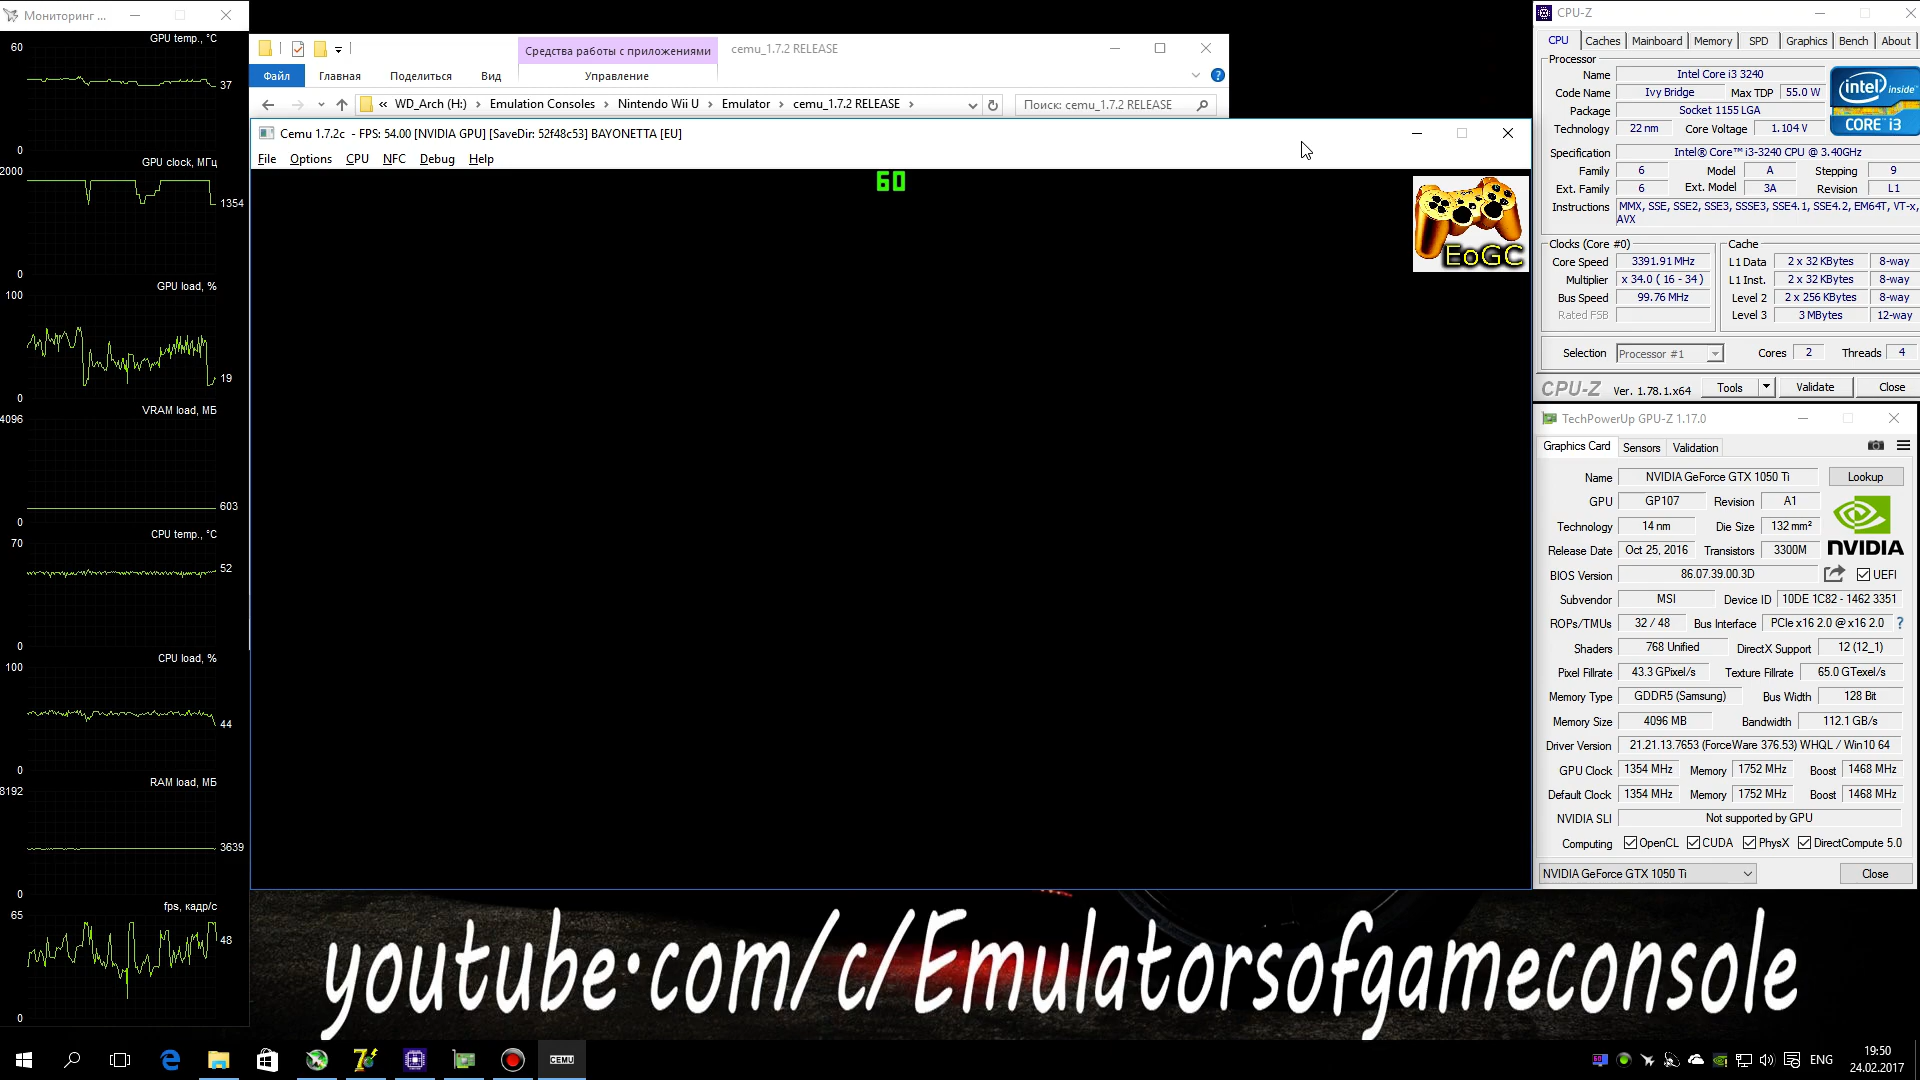 Мониторинг ...
GPU temp., °C
60
37
0
GPU clock, МГц
2000
1354
0
GPU load, %
100
19
0
VRAM load, МБ
4096
603
0
CPU temp., °C
70
52
0
CPU load, %
100
44
0
RAM load, МБ
8192
3639
0
fps, кадр/с
65
48
0
Средства работы с приложениями
cemu_1.7.2 RELEASE
Файл
Главная
Поделиться
Вид
Управление
« WD_Arch (H:) › Emulation Consoles › Nintendo Wii U › Emulator › cemu_1.7.2 RELEASE ›
Поиск: cemu_1.7.2 RELEASE
Cemu 1.7.2c - FPS: 54.00 [NVIDIA GPU] [SaveDir: 52f48c53] BAYONETTA [EU]
File Options CPU NFC Debug Help
60
EoGC
CPU-Z
CPU Caches Mainboard Memory SPD Graphics Bench About
Processor
Name Intel Core i3 3240
Code Name Ivy Bridge Max TDP 55.0 W
Package Socket 1155 LGA
Technology 22 nm Core Voltage 1.104 V
intel inside™
CORE i3
Specification Intel® Core™ i3-3240 CPU @ 3.40GHz
Family 6 Model A Stepping 9
Ext. Family 6 Ext. Model 3A Revision L1
Instructions MMX, SSE, SSE2, SSE3, SSSE3, SSE4.1, SSE4.2, EM64T, VT-x,
AVX
Clocks (Core #0)
Core Speed 3391.91 MHz
Multiplier x 34.0 ( 16 - 34 )
Bus Speed 99.76 MHz
Rated FSB
Cache
L1 Data 2 x 32 KBytes 8-way
L1 Inst. 2 x 32 KBytes 8-way
Level 2 2 x 256 KBytes 8-way
Level 3 3 MBytes 12-way
Selection Processor #1 Cores 2 Threads 4
CPU-Z Ver. 1.78.1.x64 Tools Validate Close
TechPowerUp GPU-Z 1.17.0
Graphics Card Sensors Validation
Name NVIDIA GeForce GTX 1050 Ti Lookup
GPU GP107 Revision A1
Technology 14 nm Die Size 132 mm²
Release Date Oct 25, 2016 Transistors 3300M
NVIDIA
BIOS Version 86.07.39.00.3D UEFI
Subvendor MSI Device ID 10DE 1C82 - 1462 3351
ROPs/TMUs 32 / 48 Bus Interface PCIe x16 2.0 @ x16 2.0 ?
Shaders 768 Unified DirectX Support 12 (12_1)
Pixel Fillrate 43.3 GPixel/s Texture Fillrate 65.0 GTexel/s
Memory Type GDDR5 (Samsung) Bus Width 128 Bit
Memory Size 4096 MB Bandwidth 112.1 GB/s
Driver Version 21.21.13.7653 (ForceWare 376.53) WHQL / Win10 64
GPU Clock 1354 MHz Memory 1752 MHz Boost 1468 MHz
Default Clock 1354 MHz Memory 1752 MHz Boost 1468 MHz
NVIDIA SLI Not supported by GPU
Computing OpenCL CUDA PhysX DirectCompute 5.0
NVIDIA GeForce GTX 1050 Ti Close
youtube.com/c/Emulatorsofgameconsole
CEMU
ENG
19:50
24.02.2017